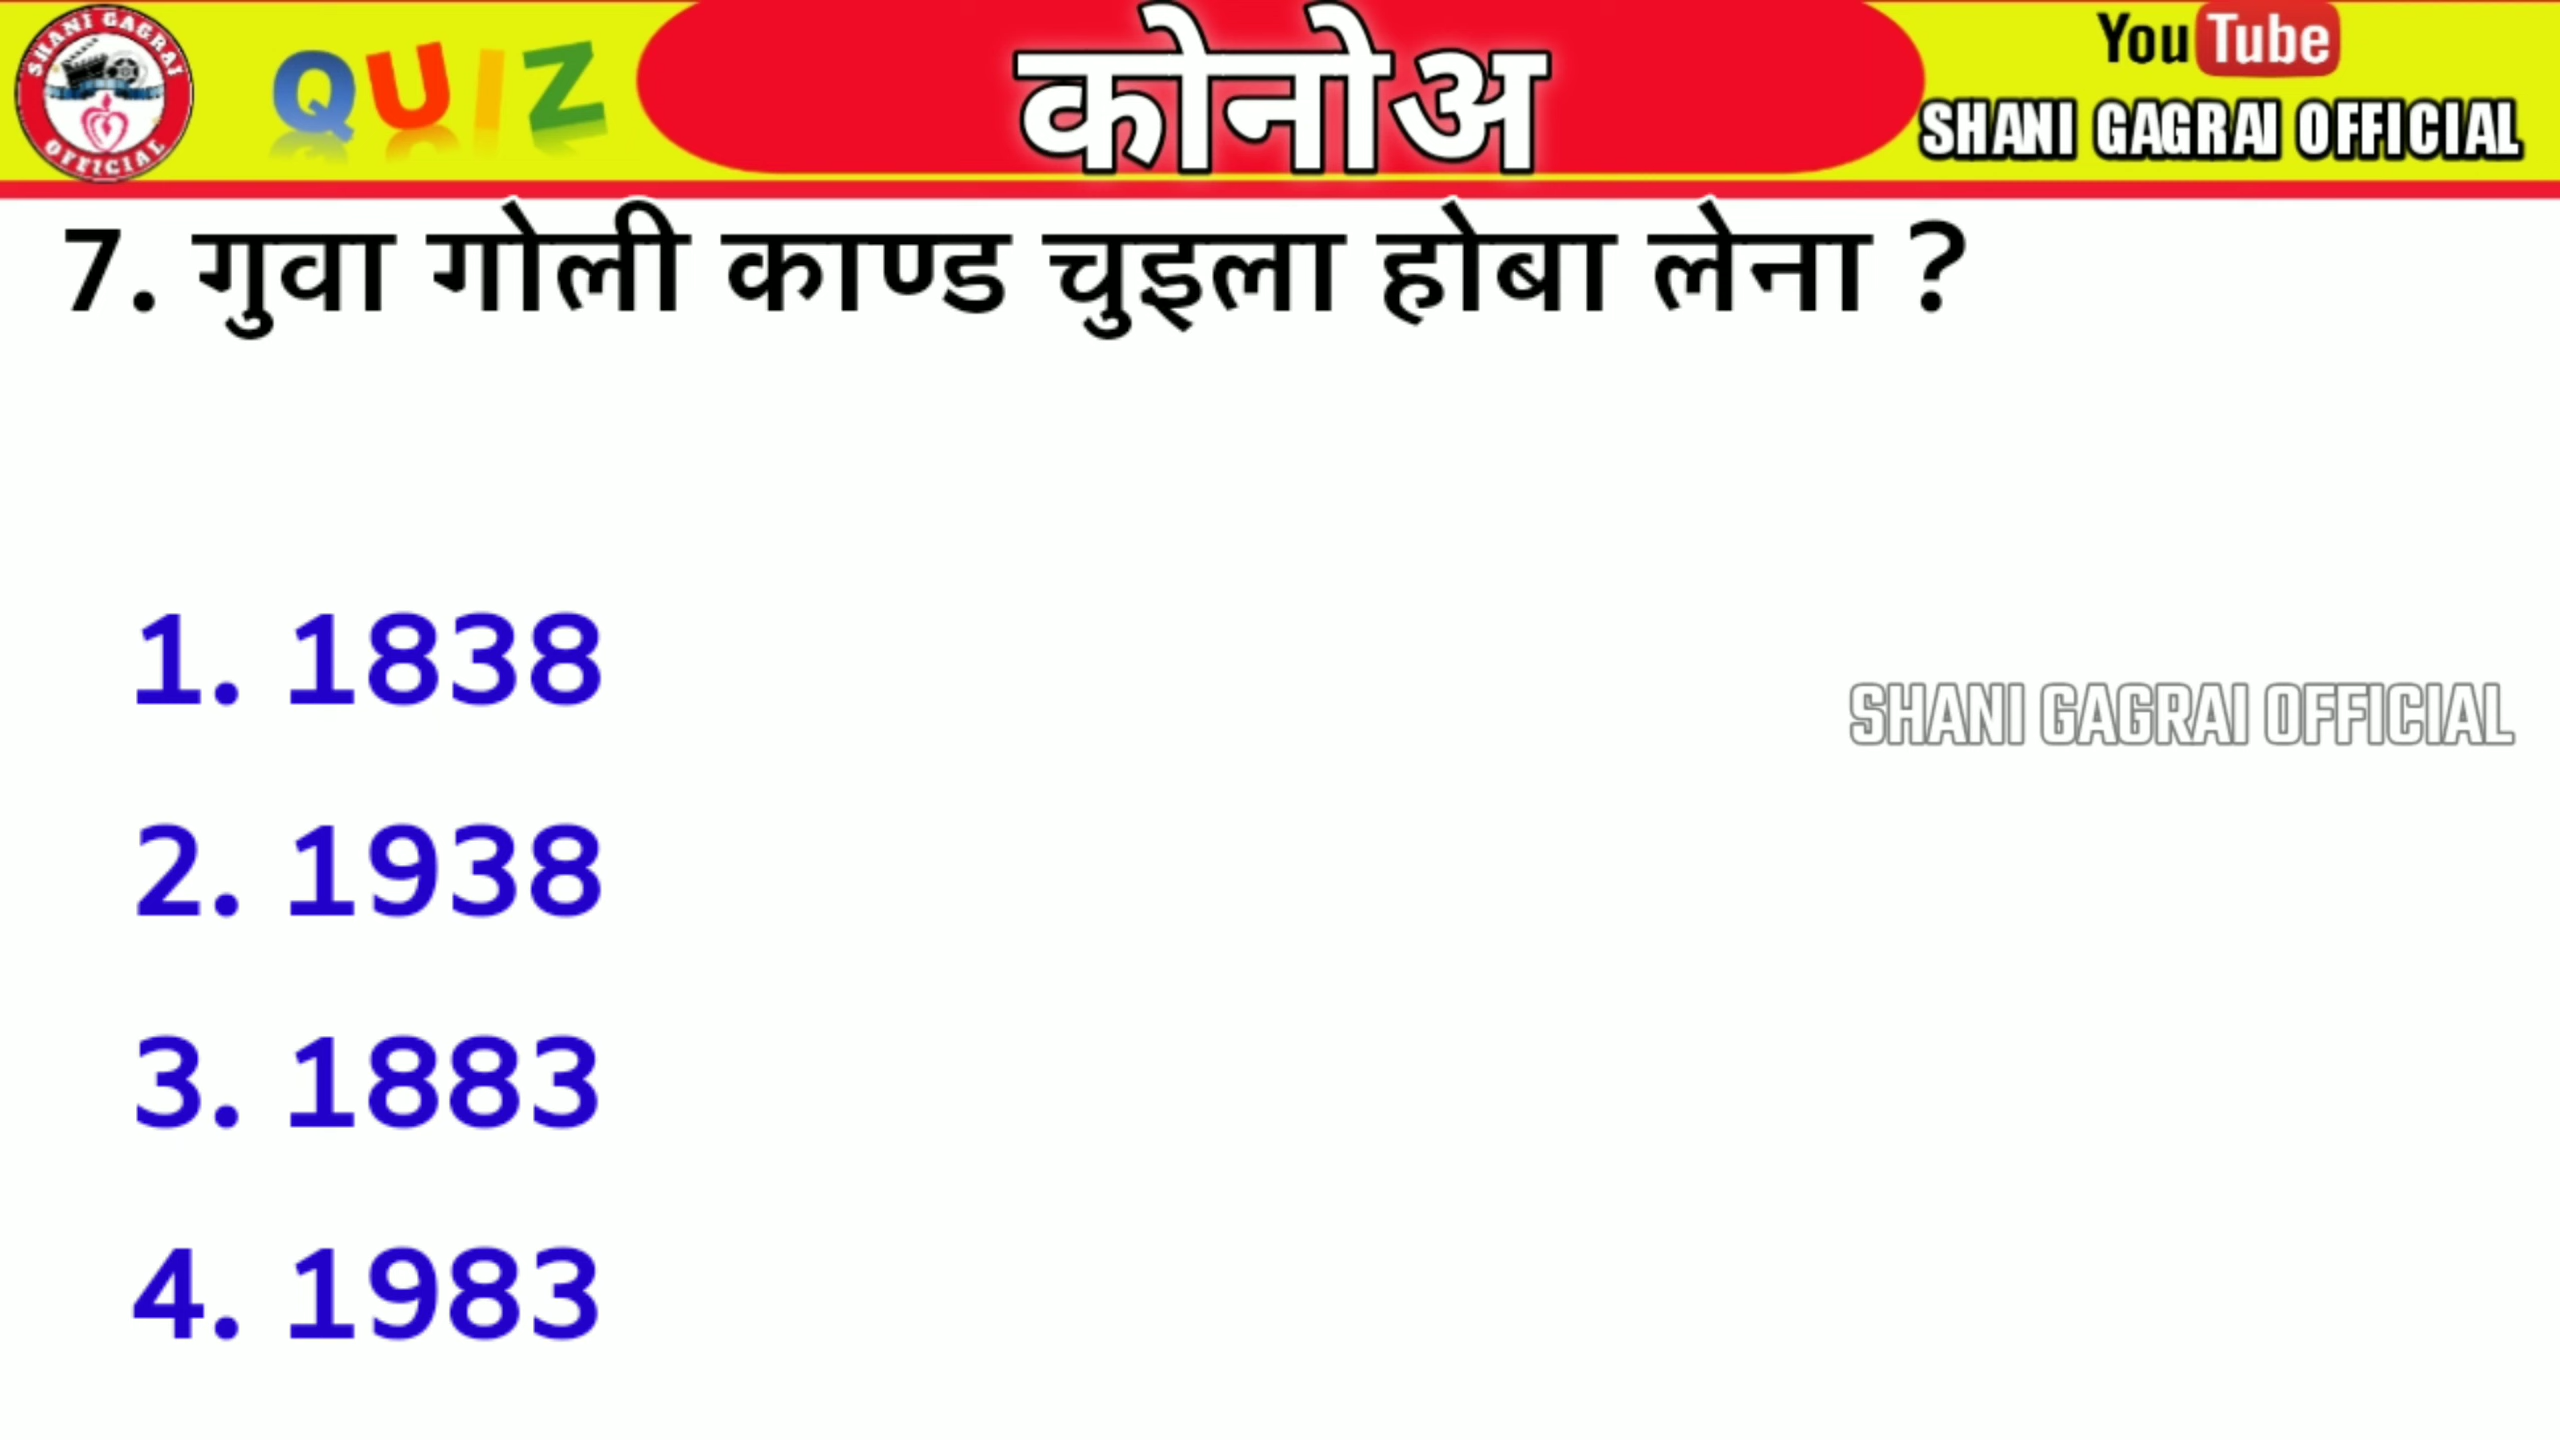 SHANI GAGRAI
OFFICIAL
QUIZ
कोनोअ
YouTube
SHANI GAGRAI OFFICIAL
7. गुवा गोली काण्ड चुइला होबा लेना ?
1. 1838
SHANI GAGRAI OFFICIAL
2. 1938
3. 1883
4. 1983